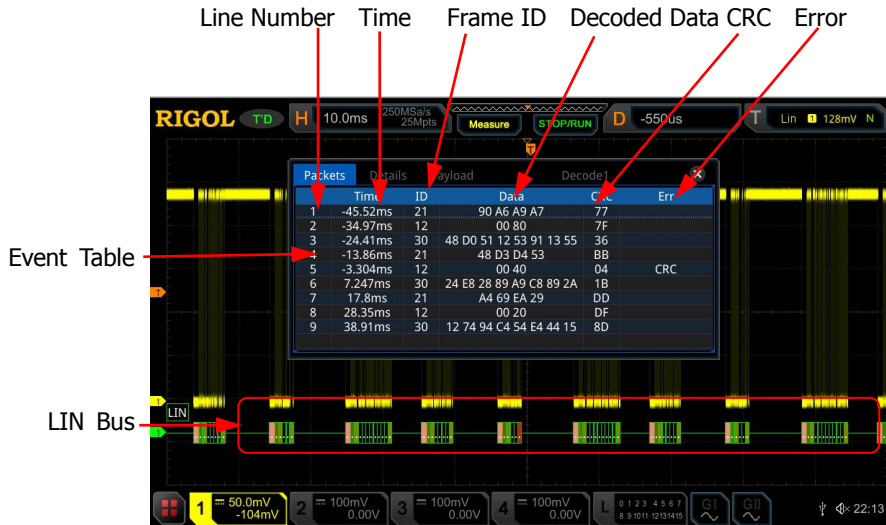 Line Number Time Frame ID Decoded Data CRC Error
RIGOL T'D H 10.0ms 250MSa/s 25Mpts Measure STOP/RUN D -550us T Lin 1 128mV N
T
Packets Details Payload Decode1 X
Time ID Data CRC Err
1 -45.52ms 21 90 A6 A9 A7 77
2 -34.97ms 12 00 80 7F
3 -24.41ms 30 48 D0 51 12 53 91 13 55 36
4 -13.86ms 21 48 D3 D4 53 BB
5 -3.304ms 12 00 40 04 CRC
6 7.247ms 30 24 E8 28 89 A9 C8 89 2A 1B
7 17.8ms 21 A4 69 EA 29 DD
8 28.35ms 12 00 20 DF
9 38.91ms 30 12 74 94 C4 54 E4 44 15 8D
Event Table
T
1
LIN
LIN Bus
1
1 50.0mV -104mV 2 100mV 0.00V 3 100mV 0.00V 4 100mV 0.00V L 0 1 2 3 4 5 6 7 8 9 10 11 12 13 14 15 GI GII 22:13